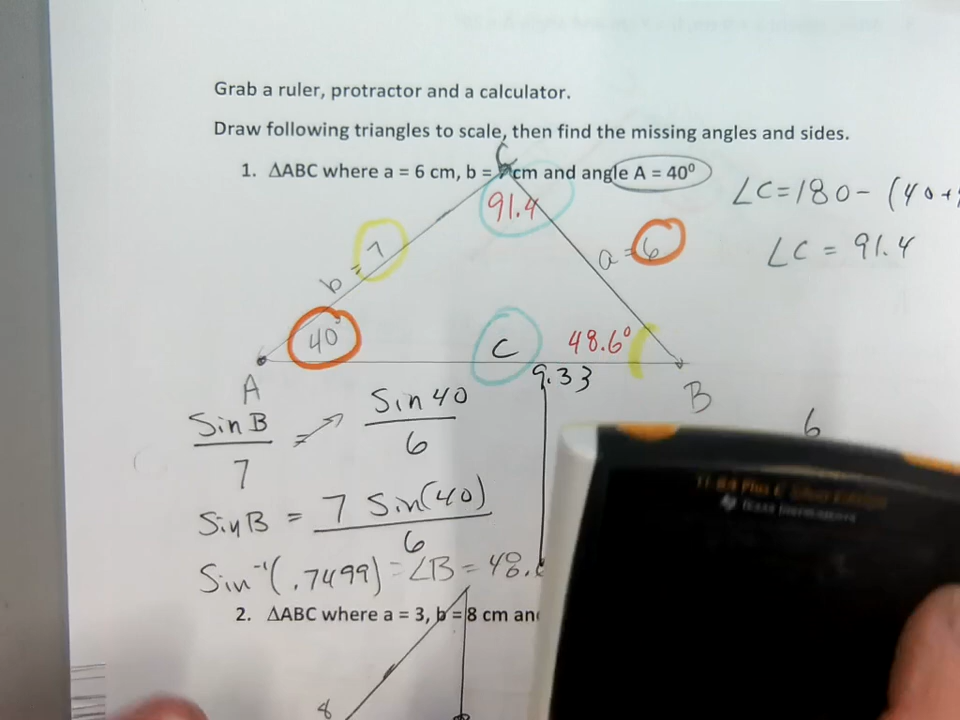 Grab a ruler, protractor and a calculator.
Draw following triangles to scale, then find the missing angles and sides.
C
1. ΔABC where a = 6 cm, b = 7 cm and angle A = 40⁰
91.4
∠C = 180 - (40 +
∠C = 91.4
b = 7
a = 6
40°
C
48.6°
9.33
A
B
Sin B / 7 = Sin 40 / 6
6
Sin B = 7 Sin(40) / 6
Sin⁻¹(.7499) = ∠B = 48.
2. ΔABC where a = 3, b = 8 cm
8